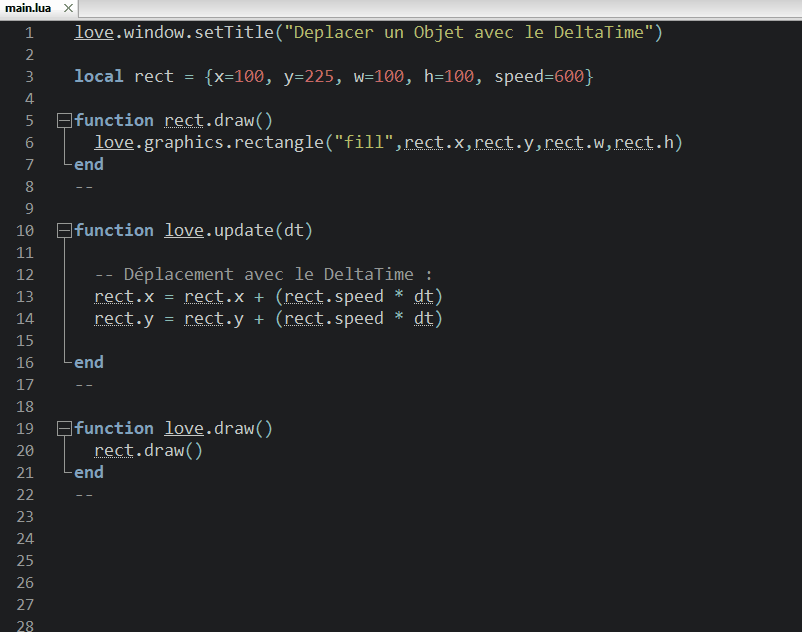 main.lua
1 love.window.setTitle("Deplacer un Objet avec le DeltaTime")
2
3 local rect = {x=100, y=225, w=100, h=100, speed=600}
4
5 function rect.draw()
6 love.graphics.rectangle("fill",rect.x,rect.y,rect.w,rect.h)
7 end
8 --
9
10 function love.update(dt)
11
12 -- Déplacement avec le DeltaTime :
13 rect.x = rect.x + (rect.speed * dt)
14 rect.y = rect.y + (rect.speed * dt)
15
16 end
17 --
18
19 function love.draw()
20 rect.draw()
21 end
22 --
23
24
25
26
27
28